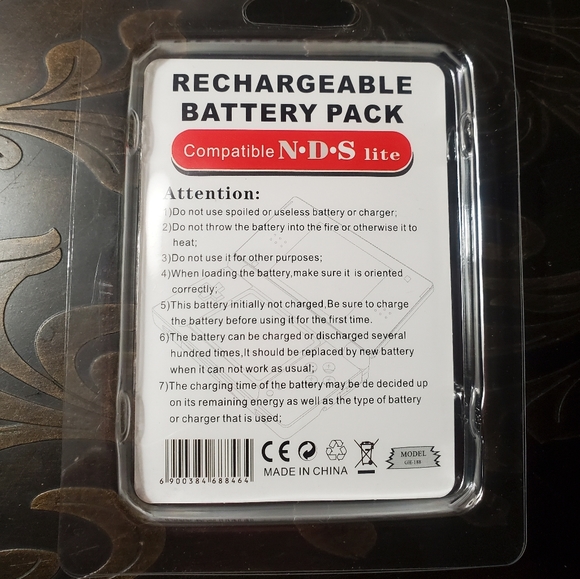 RECHARGEABLE
BATTERY PACK
Compatible N•D•S lite
Attention:
1)Do not use spoiled or useless battery or charger;
2)Do not throw the battery into the fire or otherwise it to
heat;
3)Do not use it for other purposes;
4)When loading the battery,make sure it is oriented
correctly;
5)This battery initially not charged,Be sure to charge
the battery before using it for the first time.
6)The battery can be charged or discharged several
hundred times,It should be replaced by new battery
when it can not work as usual;
7)The charging time of the battery may be de decided up
on its remaining energy as well as the type of battery
or charger that is used;
CE
MADE IN CHINA
MODEL
6 900384 688464